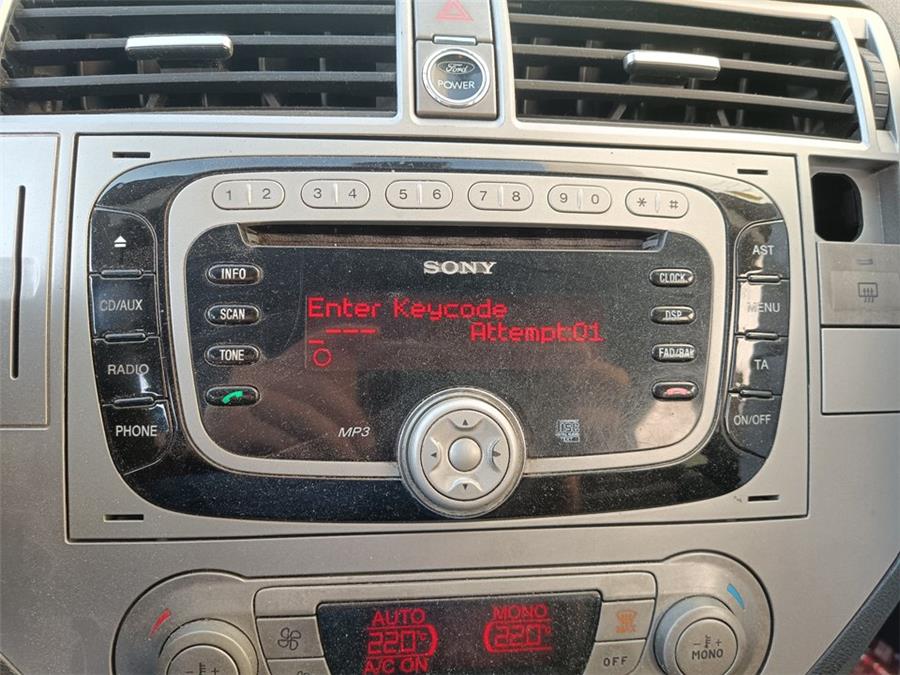 Ford
POWER
1 2 3 4 5 6 7 8 9 0 * #
SONY
INFO
CLOCK
AST
CD/AUX
SCAN
DSP
MENU
Enter Keycode
---- Attempt:01
TONE
FAD/BAL
TA
RADIO
PHONE
ON/OFF
MP3
AUTO
22.0°C
A/C ON
MONO
22.0°C
OFF
MONO